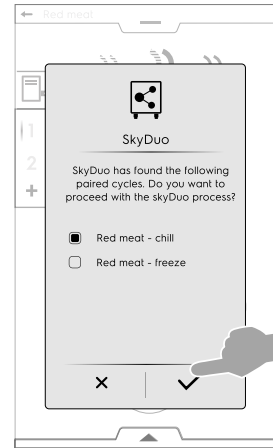 ← Red meat
SkyDuo
SkyDuo has found the following
paired cycles. Do you want to
proceed with the skyDuo process?
Red meat - chill
Red meat - freeze
1
2
+